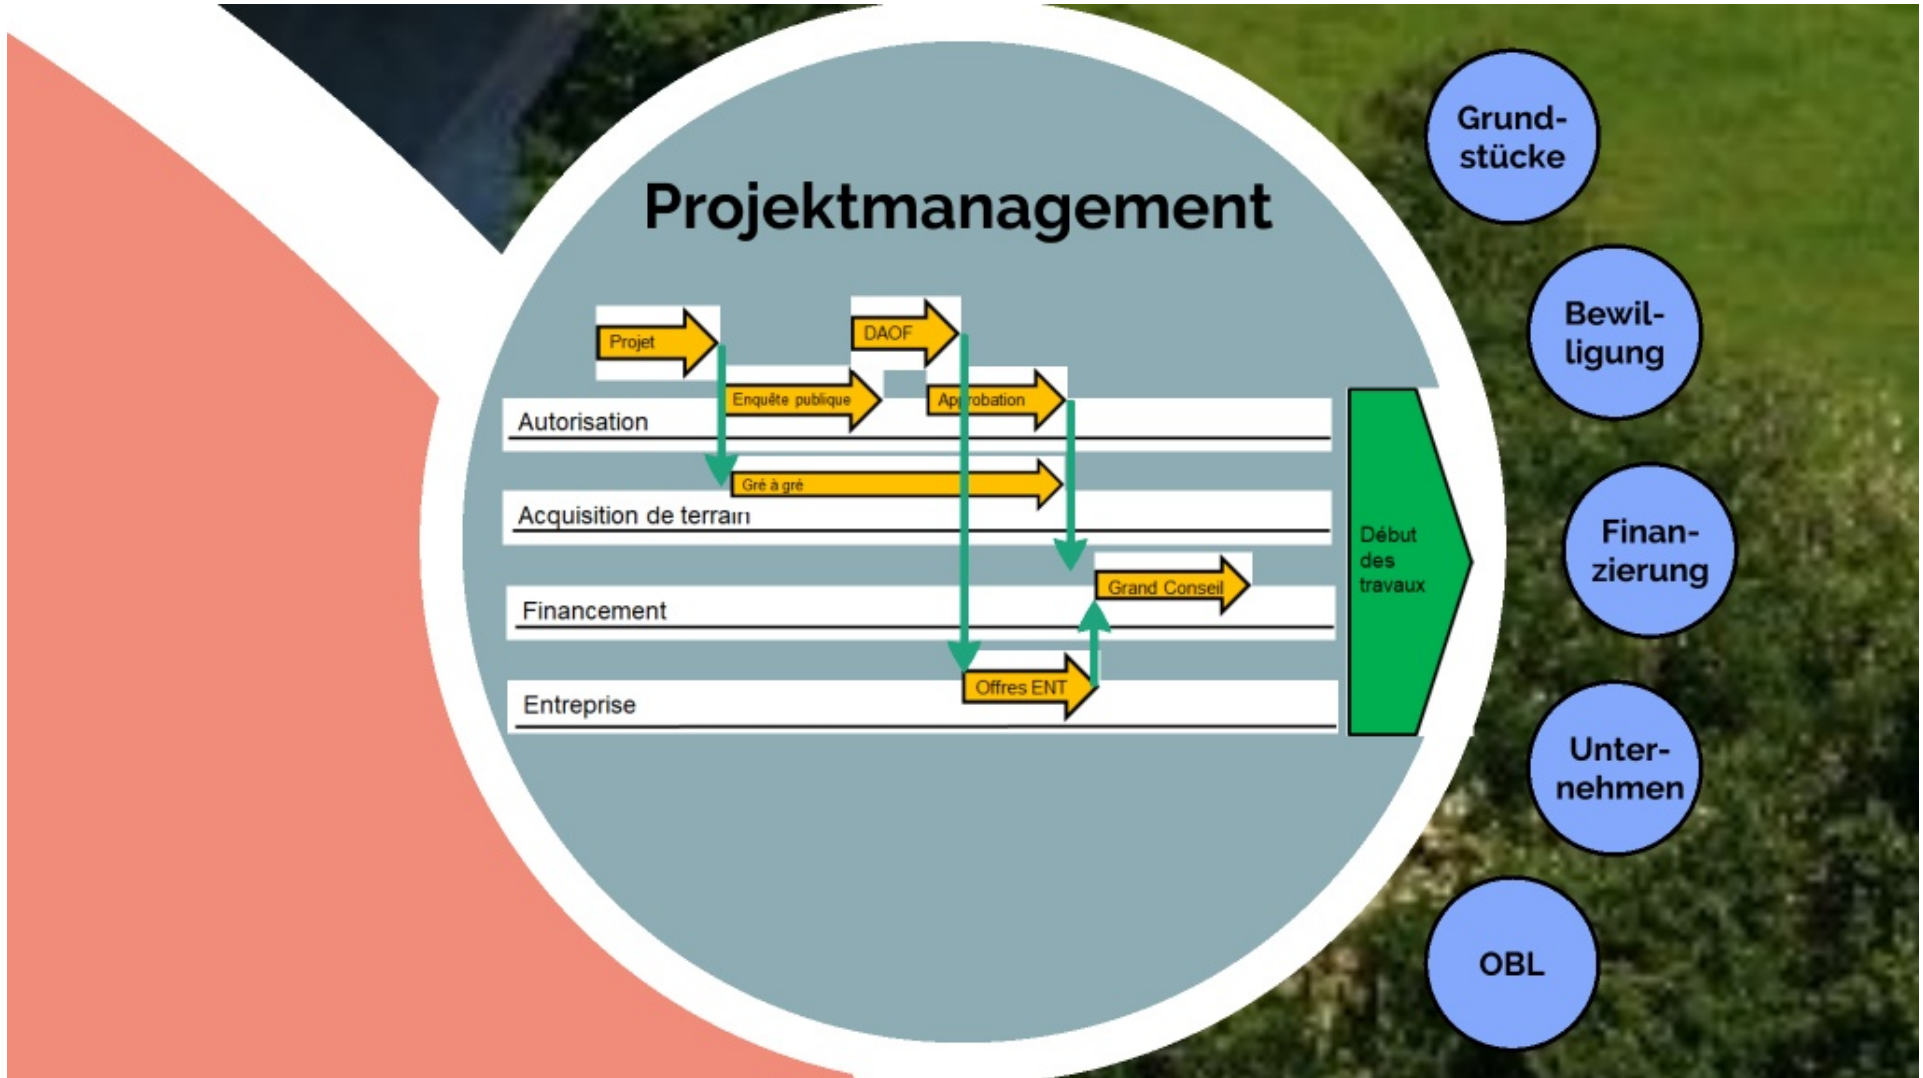 Projektmanagement
Projet
DAOF
Enquête publique
Approbation
Autorisation
Gré à gré
Acquisition de terrain
Grand Conseil
Financement
Offres ENT
Entreprise
Début
des
travaux
Grund-
stücke
Bewil-
ligung
Finan-
zierung
Unter-
nehmen
OBL